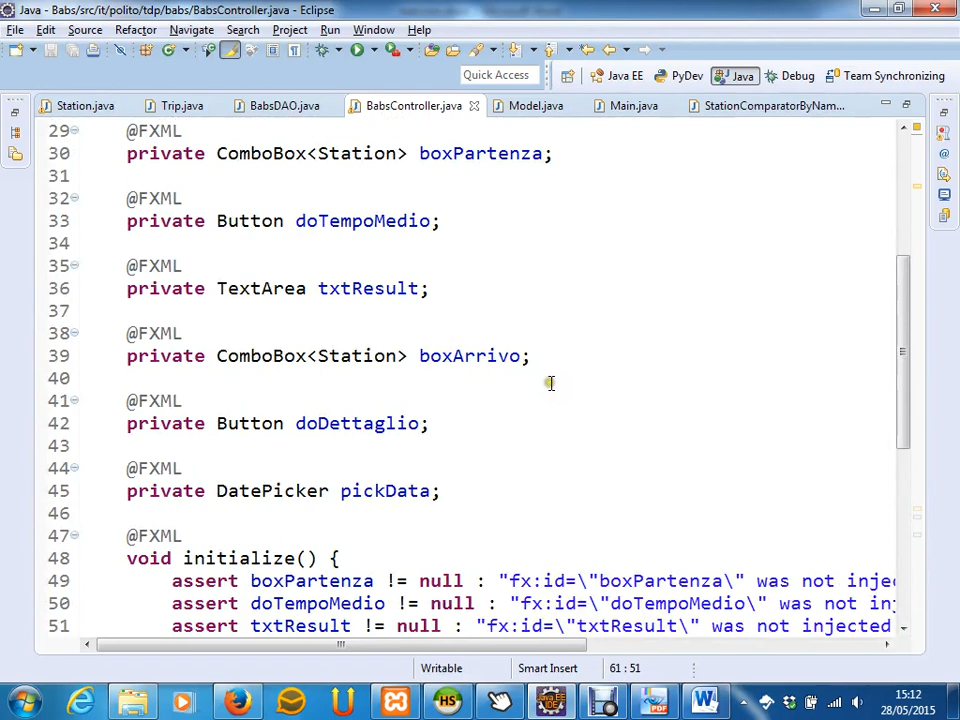 Java - Babs/src/it/polito/tdp/babs/BabsController.java - Eclipse
File Edit Source Refactor Navigate Search Project Run Window Help
Quick Access Java EE PyDev Java Debug Team Synchronizing
Station.java Trip.java BabsDAO.java BabsController.java Model.java Main.java StationComparatorByNam...
29 @FXML
30 private ComboBox<Station> boxPartenza;
31
32 @FXML
33 private Button doTempoMedio;
34
35 @FXML
36 private TextArea txtResult;
37
38 @FXML
39 private ComboBox<Station> boxArrivo;
40
41 @FXML
42 private Button doDettaglio;
43
44 @FXML
45 private DatePicker pickData;
46
47 @FXML
48 void initialize() {
49 assert boxPartenza != null : "fx:id=\"boxPartenza\" was not inje
50 assert doTempoMedio != null : "fx:id=\"doTempoMedio\" was not in
51 assert txtResult != null : "fx:id=\"txtResult\" was not injected
Writable Smart Insert 61 : 51
15:12
28/05/2015